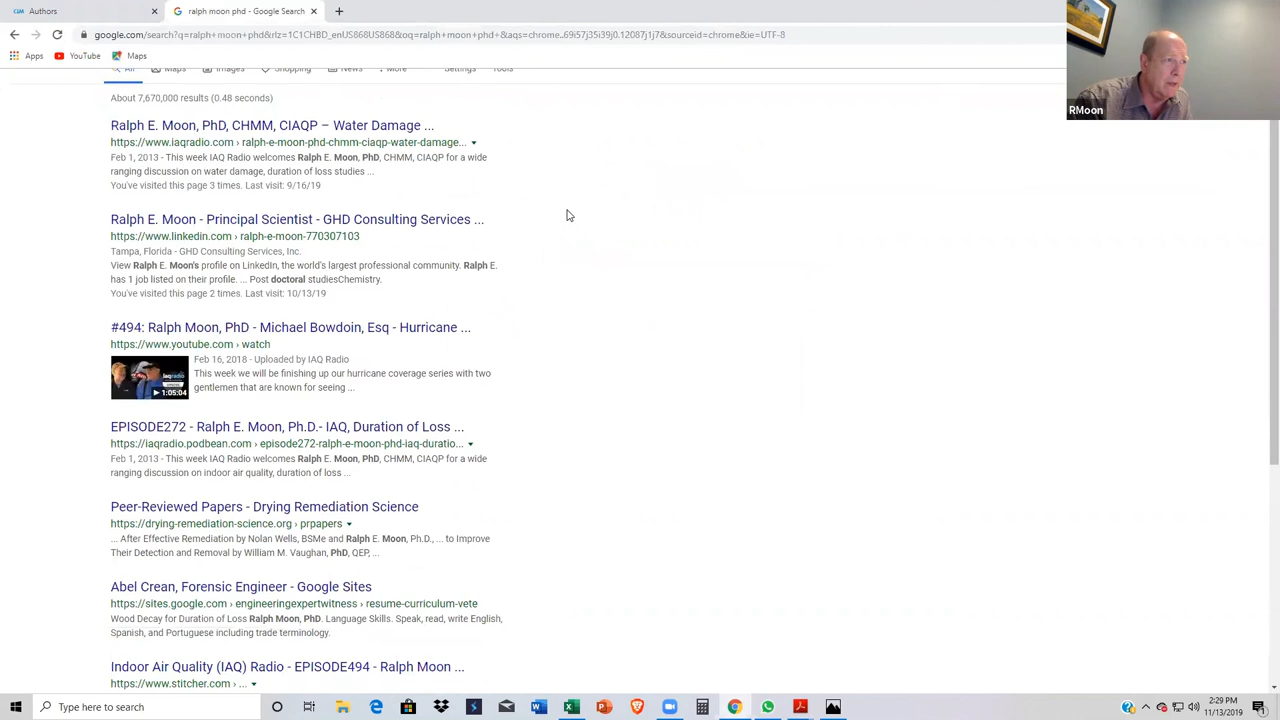 Authors
ralph moon phd - Google Search
google.com/search?q=ralph+moon+phd&rlz=1C1CHBD_enUS868US868&oq=ralph+moon+phd+&aqs=chrome..69i57j35i39j0.12087j1j7&sourceid=chrome&ie=UTF-8
Apps YouTube Maps
All Maps Images Shopping News More Settings Tools
About 7,670,000 results (0.48 seconds)
RMoon
Ralph E. Moon, PhD, CHMM, CIAQP – Water Damage ...
https://www.iaqradio.com › ralph-e-moon-phd-chmm-ciaqp-water-damage...
Feb 1, 2013 - This week IAQ Radio welcomes Ralph E. Moon, PhD, CHMM, CIAQP for a wide
ranging discussion on water damage, duration of loss studies ...
You've visited this page 3 times. Last visit: 9/16/19
Ralph E. Moon - Principal Scientist - GHD Consulting Services ...
https://www.linkedin.com › ralph-e-moon-770307103
Tampa, Florida - GHD Consulting Services, Inc.
View Ralph E. Moon's profile on LinkedIn, the world's largest professional community. Ralph E.
has 1 job listed on their profile. ... Post doctoral studiesChemistry.
You've visited this page 2 times. Last visit: 10/13/19
#494: Ralph Moon, PhD - Michael Bowdoin, Esq - Hurricane ...
https://www.youtube.com › watch
Feb 16, 2018 - Uploaded by IAQ Radio
This week we will be finishing up our hurricane coverage series with two
gentlemen that are known for seeing ...
iaqradio
1:05:04
EPISODE272 - Ralph E. Moon, Ph.D.- IAQ, Duration of Loss ...
https://iaqradio.podbean.com › episode272-ralph-e-moon-phd-iaq-duratio...
Feb 1, 2013 - This week IAQ Radio welcomes Ralph E. Moon, PhD, CHMM, CIAQP for a wide
ranging discussion on indoor air quality, duration of loss ...
Peer-Reviewed Papers - Drying Remediation Science
https://drying-remediation-science.org › prpapers
... After Effective Remediation by Nolan Wells, BSMe and Ralph E. Moon, Ph.D., ... to Improve
Their Detection and Removal by William M. Vaughan, PhD, QEP, ...
Abel Crean, Forensic Engineer - Google Sites
https://sites.google.com › engineeringexpertwitness › resume-curriculum-vete
Wood Decay for Duration of Loss Ralph Moon, PhD. Language Skills. Speak, read, write English,
Spanish, and Portuguese including trade terminology.
Indoor Air Quality (IAQ) Radio - EPISODE494 - Ralph Moon ...
https://www.stitcher.com › ...
Type here to search
2:29 PM
11/13/2019